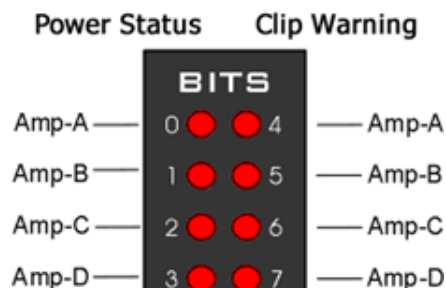 Power Status Clip Warning
BITS
Amp-A 0 4 Amp-A
Amp-B 1 5 Amp-B
Amp-C 2 6 Amp-C
Amp-D 3 7 Amp-D